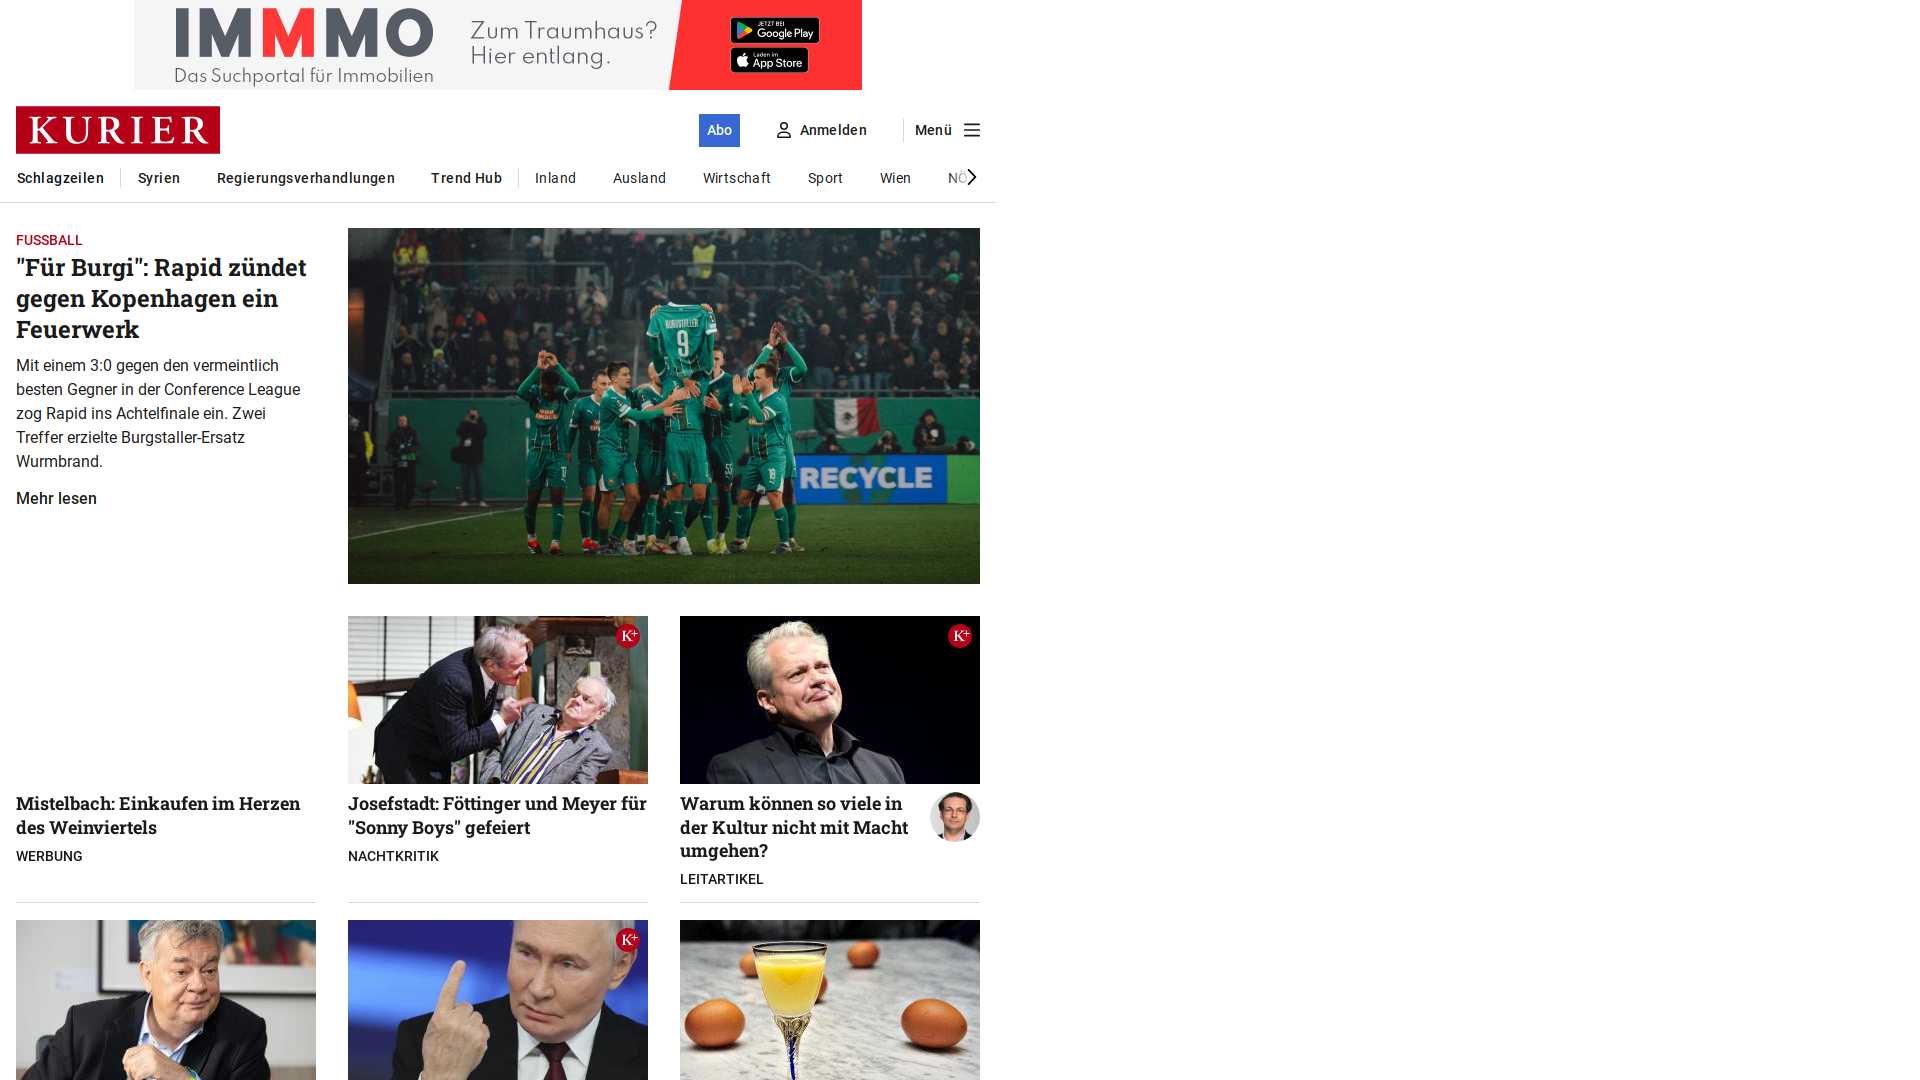 IMMMO
Das Suchportal für Immobilien
Zum Traumhaus?
Hier entlang.
JETZT BEI
Google Play
Laden im
App Store
KURIER
Abo
Anmelden
Menü
Schlagzeilen
Syrien
Regierungsverhandlungen
Trend Hub
Inland
Ausland
Wirtschaft
Sport
Wien
NÖ
FUSSBALL
"Für Burgi": Rapid zündet
gegen Kopenhagen ein
Feuerwerk
Mit einem 3:0 gegen den vermeintlich
besten Gegner in der Conference League
zog Rapid ins Achtelfinale ein. Zwei
Treffer erzielte Burgstaller-Ersatz
Wurmbrand.
Mehr lesen
BURGSTALLER
9
RECYCLE
18
K+
K+
Mistelbach: Einkaufen im Herzen
des Weinviertels
WERBUNG
Josefstadt: Föttinger und Meyer für
"Sonny Boys" gefeiert
NACHTKRITIK
Warum können so viele in
der Kultur nicht mit Macht
umgehen?
LEITARTIKEL
K+